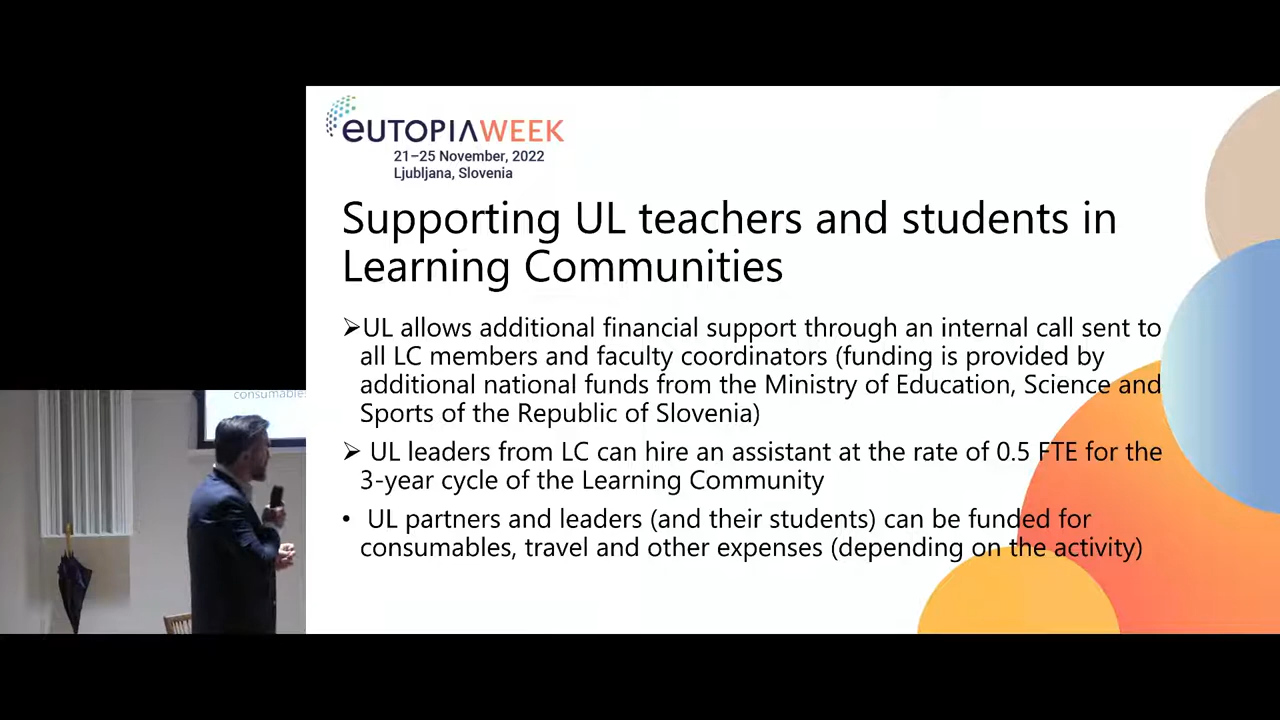 eUTOPIAWEEK
21–25 November, 2022
Ljubljana, Slovenia
Supporting UL teachers and students in
Learning Communities
➢UL allows additional financial support through an internal call sent to
all LC members and faculty coordinators (funding is provided by
additional national funds from the Ministry of Education, Science and
Sports of the Republic of Slovenia)
➢ UL leaders from LC can hire an assistant at the rate of 0.5 FTE for the
3-year cycle of the Learning Community
• UL partners and leaders (and their students) can be funded for
consumables, travel and other expenses (depending on the activity)
consumables